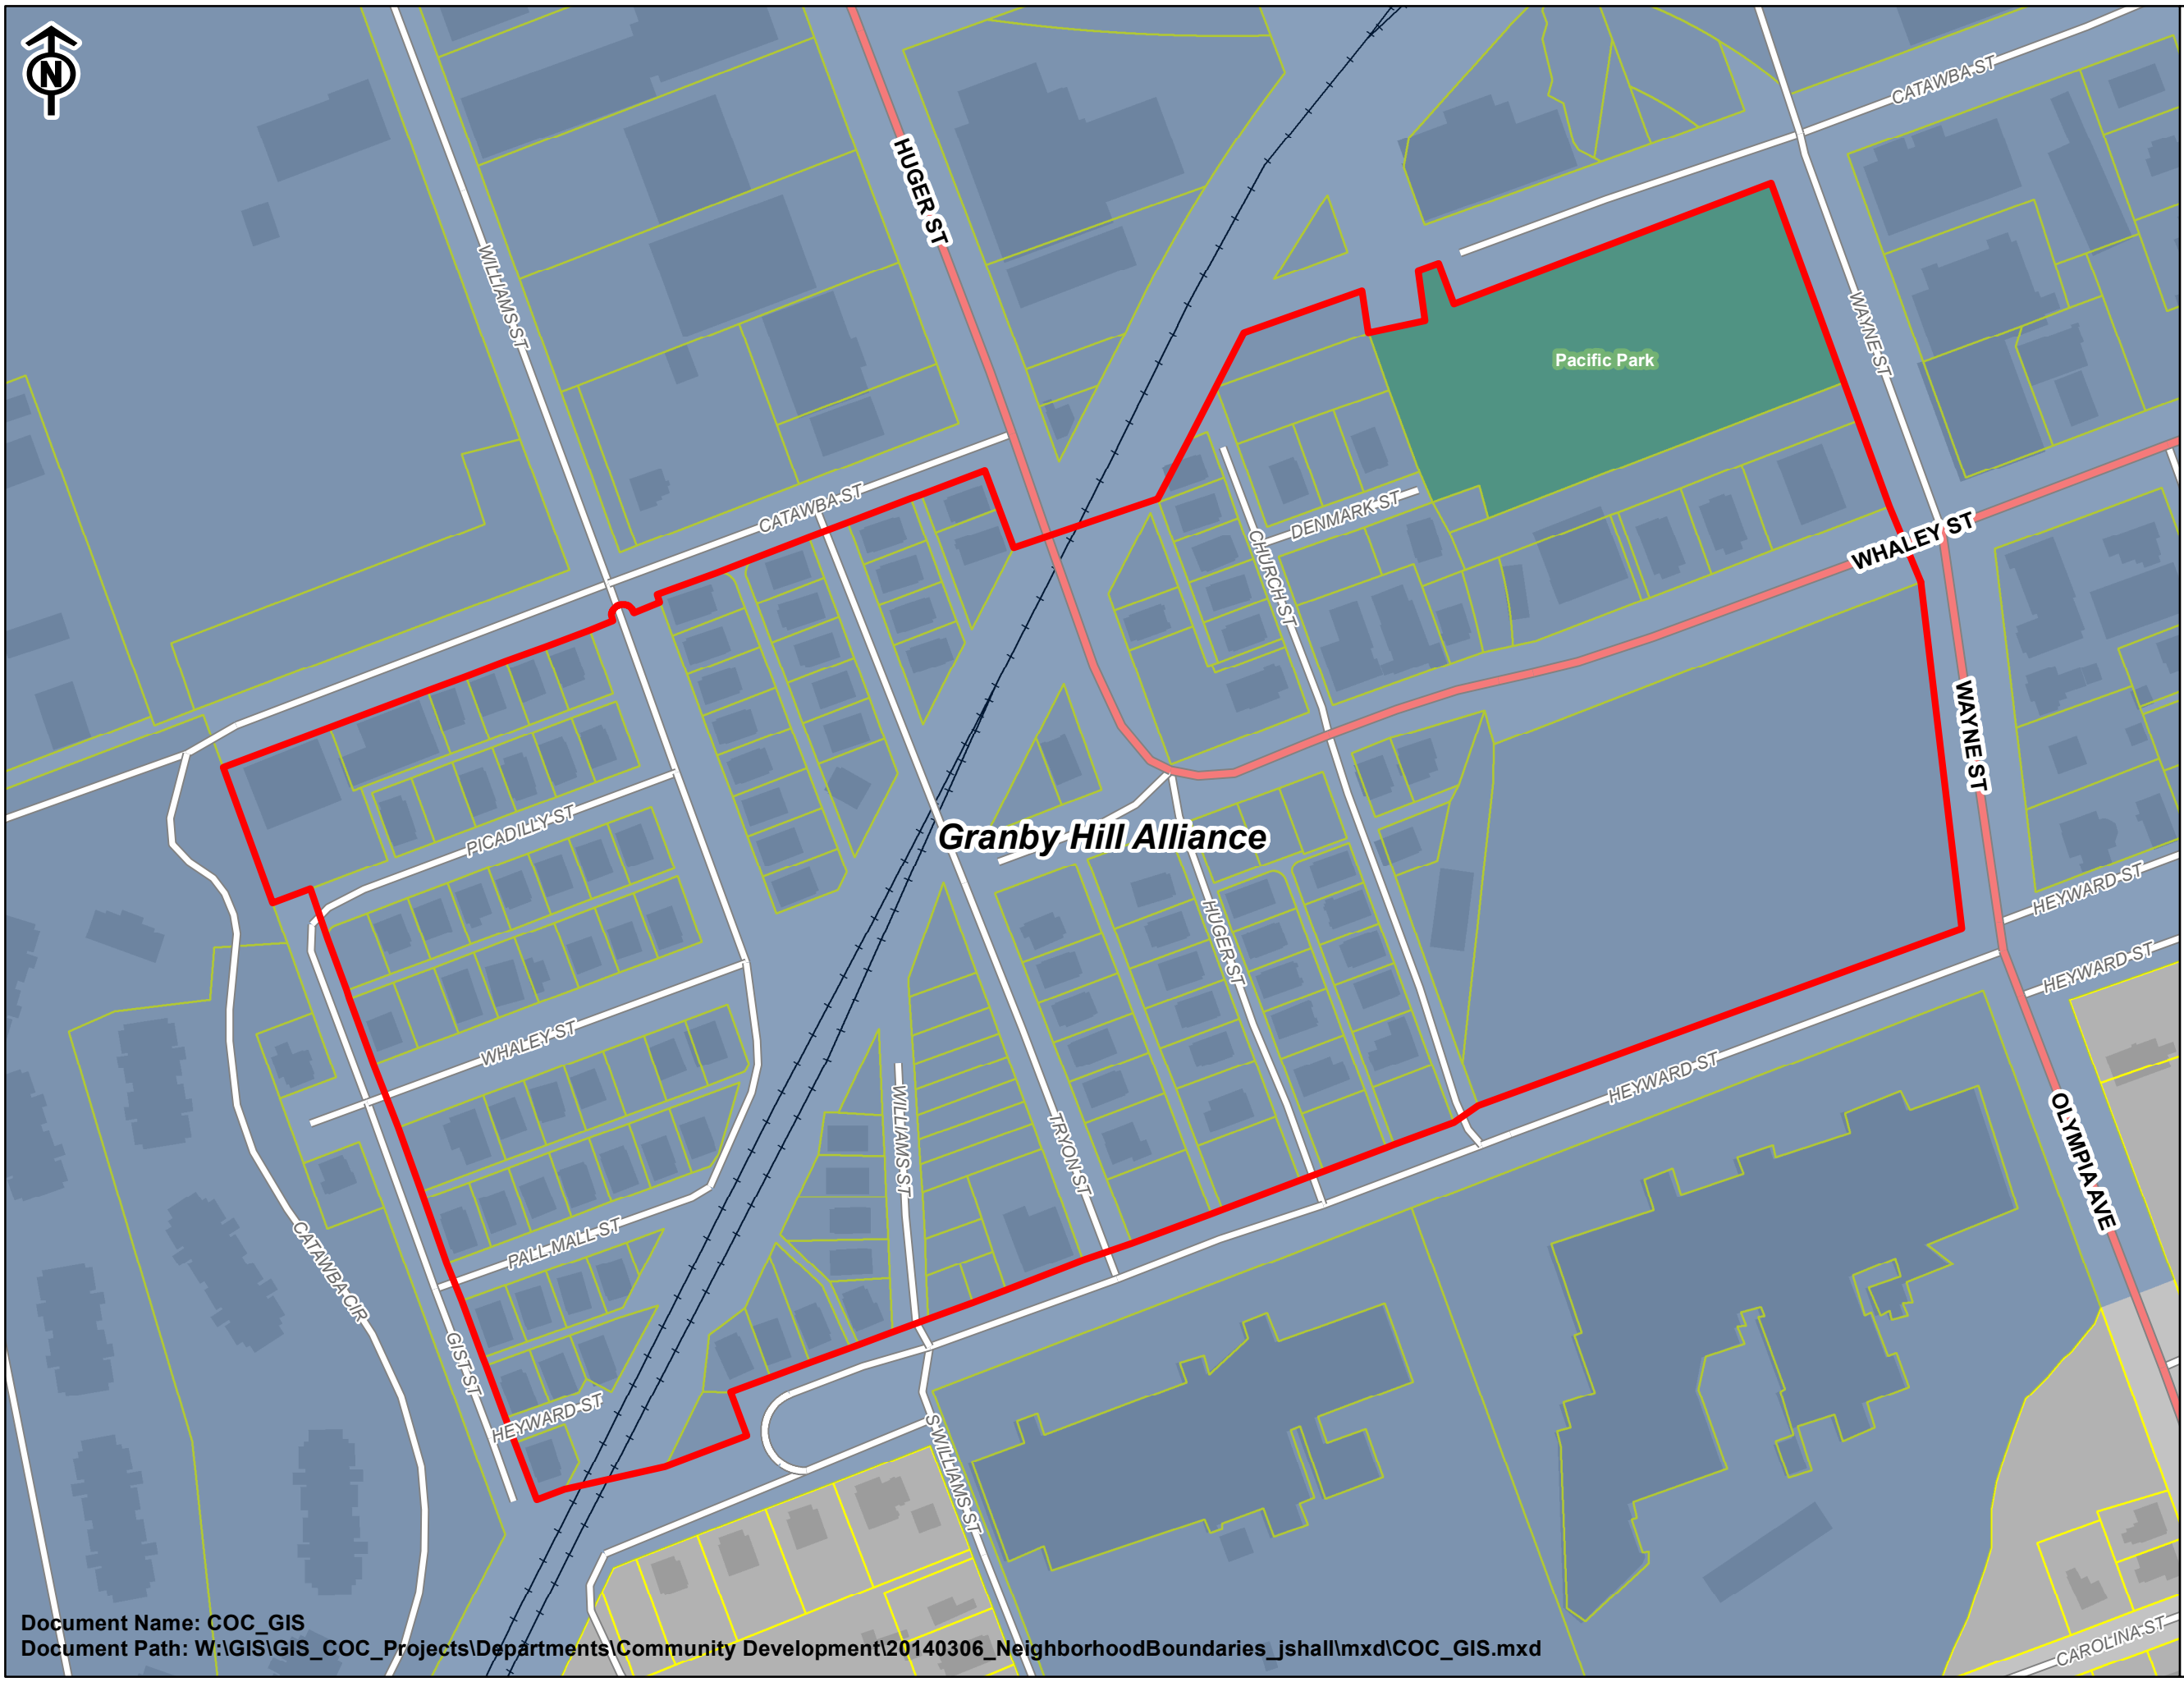 N
CATAWBA ST
HUGER ST
WILLIAMS ST
WAYNE ST
Pacific Park
CATAWBA ST
DENMARK ST
CHURCH ST
WHALEY ST
WAYNE ST
PICADILLY ST
Granby Hill Alliance
HEYWARD ST
HUGER ST
HEYWARD ST
WHALEY ST
WILLIAMS ST
HEYWARD ST
TRYON ST
OLYMPIA AVE
PALL MALL ST
CATAWBA CIR
GIST ST
HEYWARD ST
S WILLIAMS ST
CAROLINA ST
Document Name: COC_GIS
Document Path: W:\GIS\GIS_COC_Projects\Departments\Community Development\20140306_NeighborhoodBoundaries_jshall\mxd\COC_GIS.mxd